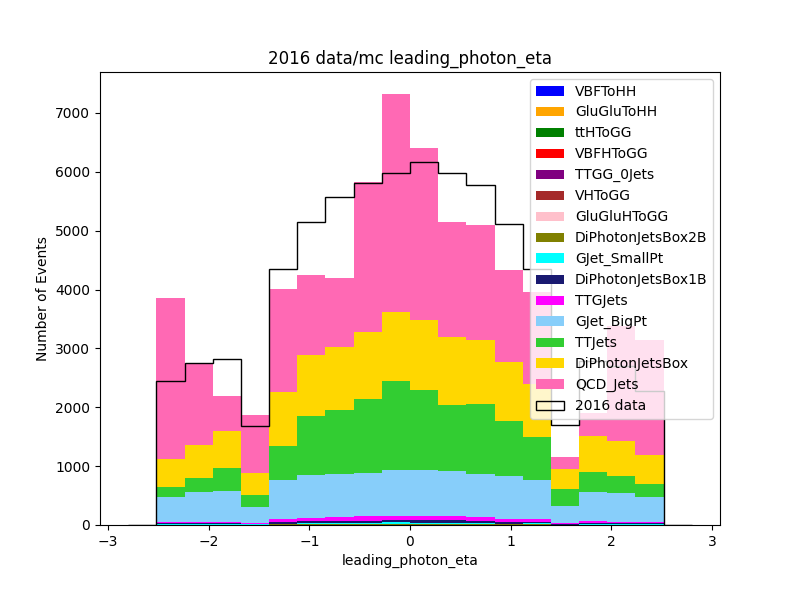 2016 data/mc leading_photon_eta
Number of Events
7000
6000
5000
4000
3000
2000
1000
0
−3
−2
−1
0
1
2
3
leading_photon_eta
VBFToHH
GluGluToHH
ttHToGG
VBFHToGG
TTGG_0Jets
VHToGG
GluGluHToGG
DiPhotonJetsBox2B
GJet_SmallPt
DiPhotonJetsBox1B
TTGJets
GJet_BigPt
TTJets
DiPhotonJetsBox
QCD_Jets
2016 data